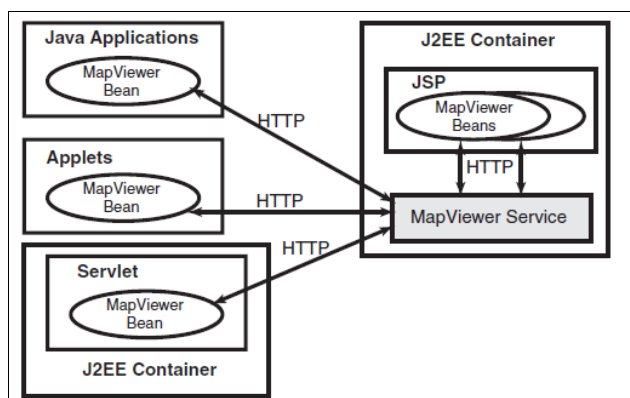 Java Applications
MapViewer
Bean
HTTP
Applets
MapViewer
Bean
HTTP
Servlet
MapViewer
Bean
HTTP
J2EE Container
J2EE Container
JSP
MapViewer
Beans
HTTP
MapViewer Service